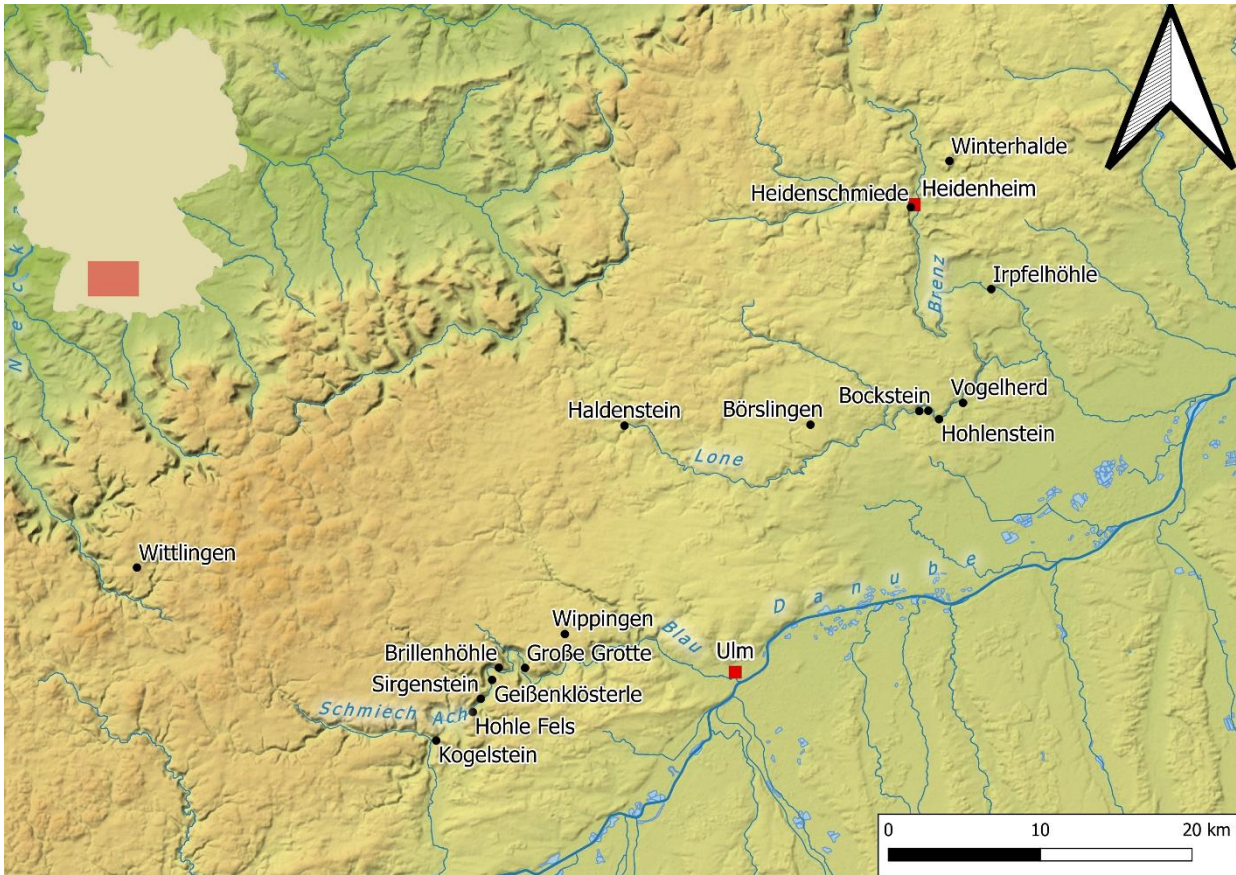 Winterhalde
Heidenschmiede
Heidenheim
Neck
Brenz
Irpfelhöhle
Haldenstein
Börslingen
Bockstein
Vogelherd
Hohlenstein
Lone
Wittlingen
Danube
Wippingen
Blau
Ulm
Brillenhöhle
Große Grotte
Sirgenstein
Geißenklösterle
Schmiech
Ach
Hohle Fels
Kogelstein
0 10 20 km